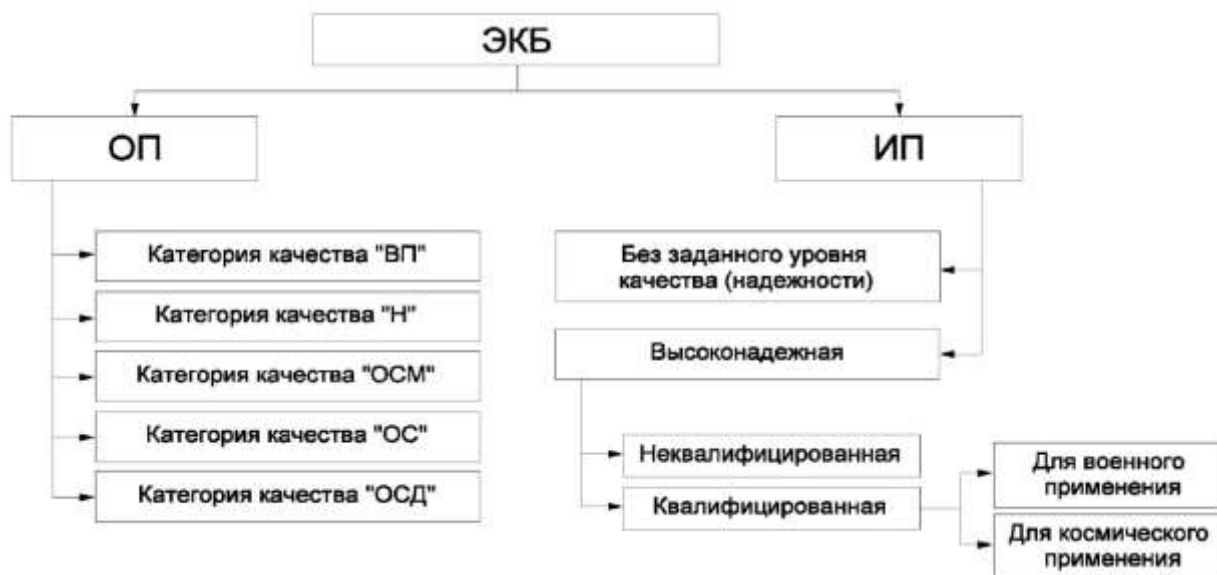 ЭКБ
ОП
ИП
Категория качества "ВП"
Категория качества "Н"
Категория качества "ОСМ"
Категория качества "ОС"
Категория качества "ОСД"
Без заданного уровня
качества (надежности)
Высоконадежная
Неквалифицированная
Квалифицированная
Для военного
применения
Для космического
применения